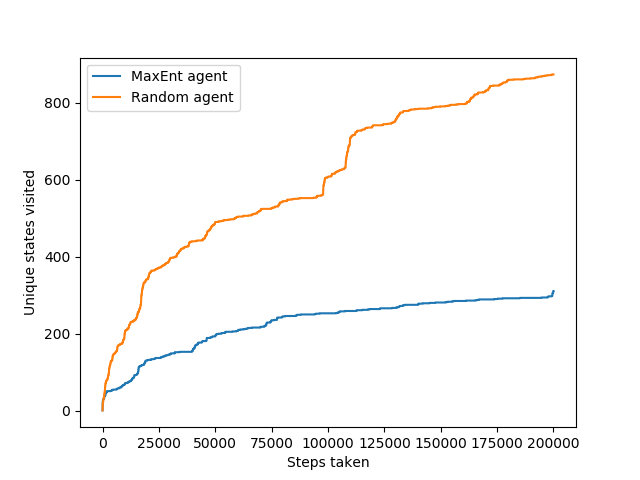 MaxEnt agent
Random agent
800
600
400
200
0
Unique states visited
0 25000 50000 75000 100000 125000 150000 175000 200000
Steps taken